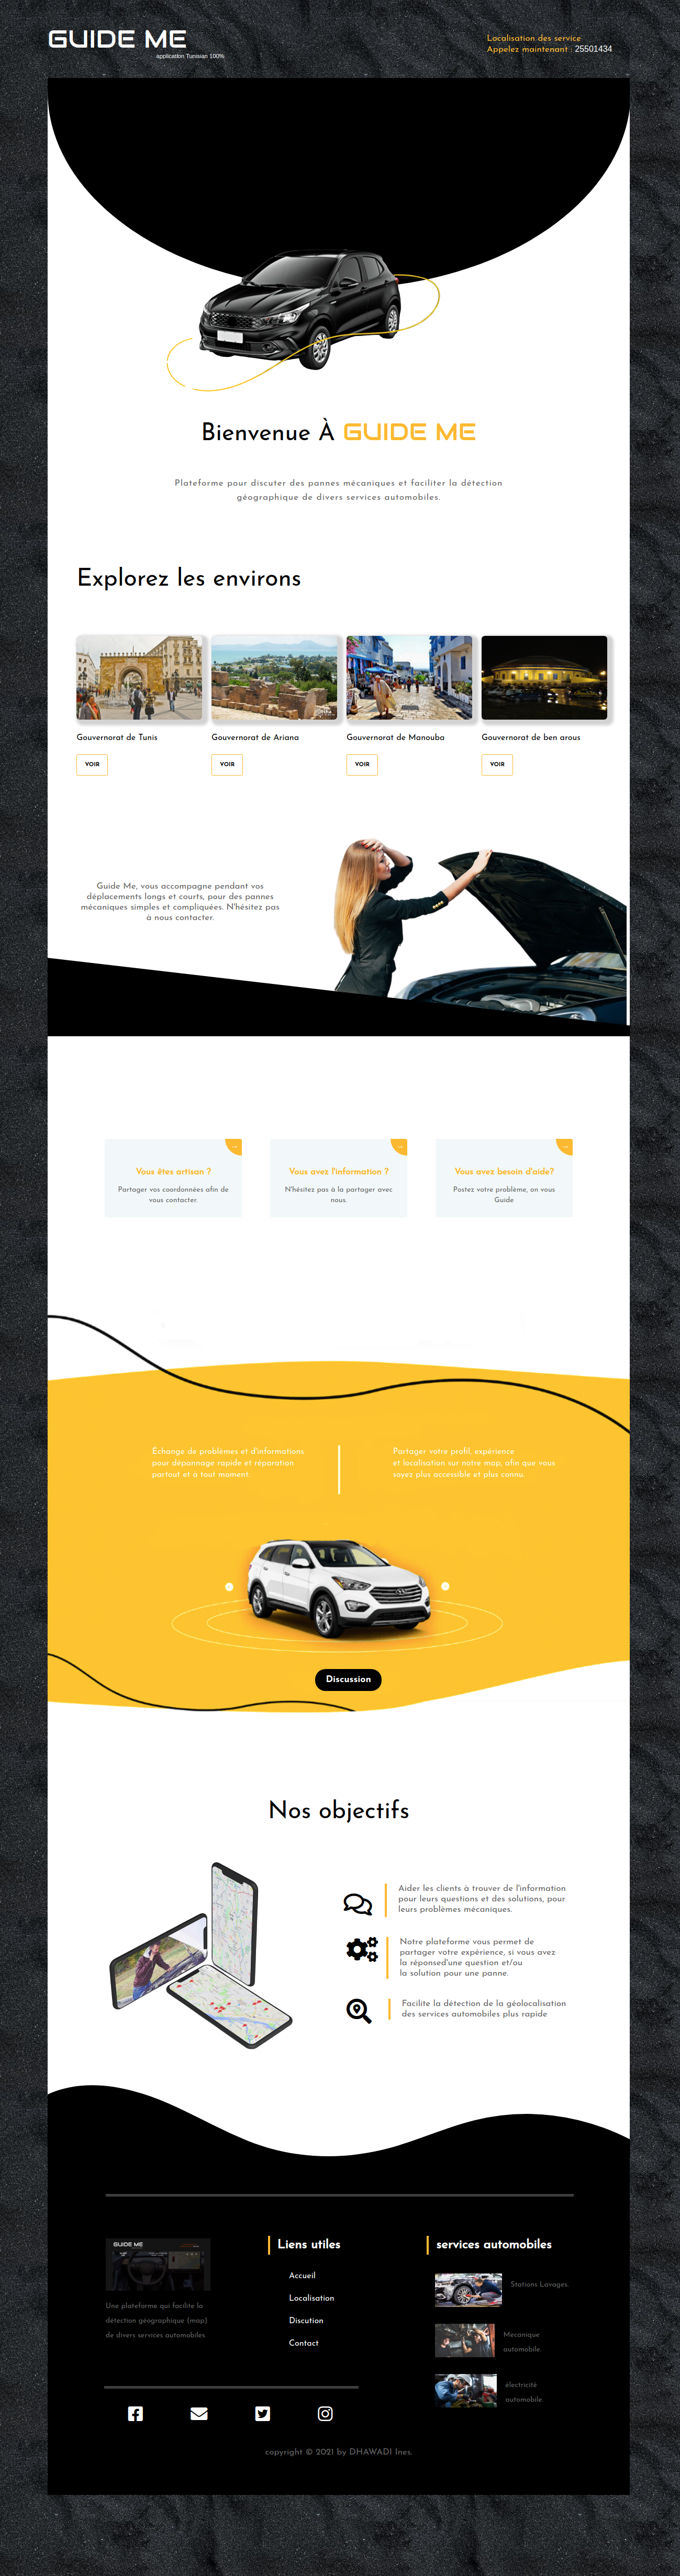 GUIDE ME
application Tunisian 100%
Localisation des service
Appelez maintenant : 25501434
Bienvenue À GUIDE ME
Plateforme pour discuter des pannes mécaniques et faciliter la détection
géographique de divers services automobiles.
Explorez les environs
Gouvernorat de Tunis
Gouvernorat de Ariana
Gouvernorat de Manouba
Gouvernorat de ben arous
VOIR
VOIR
VOIR
VOIR
Guide Me, vous accompagne pendant vos
déplacements longs et courts, pour des pannes
mécaniques simples et compliquées. N'hésitez pas
à nous contacter.
Vous êtes artisan ?
Partager vos coordonnées afin de
vous contacter.
Vous avez l'information ?
N'hésitez pas à la partager avec
nous.
Vous avez besoin d'aide?
Postez votre problème, on vous
Guide
Echange de problèmes et d'informations
pour dépannage rapide et réparation
partout et à tout moment.
Partager votre profil, expérience
et localisation sur notre map, afin que vous
soyez plus accessible et plus connu.
Discussion
Nos objectifs
Aider les clients à trouver de l'information
pour leurs questions et des solutions, pour
leurs problèmes mécaniques.
Notre plateforme vous permet de
partager votre expérience, si vous avez
la réponsed'une question et/ou
la solution pour une panne.
Facilite la détection de la géolocalisation
des services automobiles plus rapide
GUIDE ME
Une plateforme qui facilite la
détection géographique (map)
de divers services automobiles
Liens utiles
Accueil
Localisation
Discution
Contact
services automobiles
Stations Lavages.
Mecanique
automobile.
électricité
automobile.
copyright © 2021 by DHAWADI Ines.